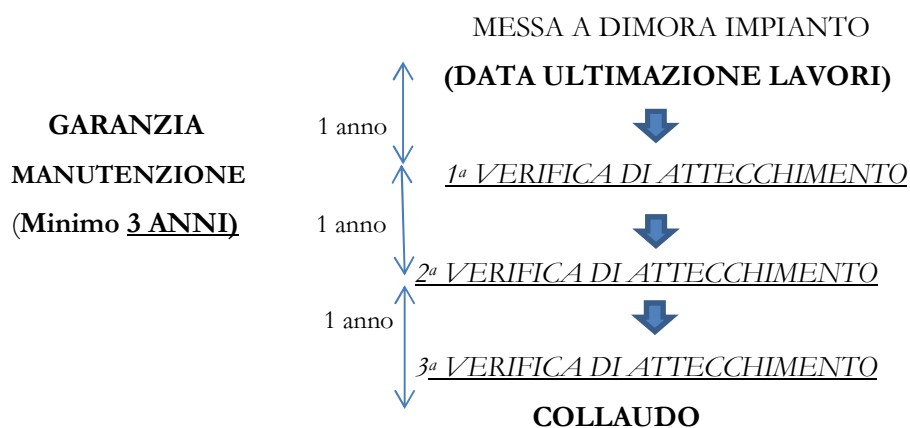 MESSA A DIMORA IMPIANTO
(DATA ULTIMAZIONE LAVORI)
GARANZIA
MANUTENZIONE
(Minimo 3 ANNI)
1 anno
1ª VERIFICA DI ATTECCHIMENTO
1 anno
2ª VERIFICA DI ATTECCHIMENTO
1 anno
3ª VERIFICA DI ATTECCHIMENTO
COLLAUDO